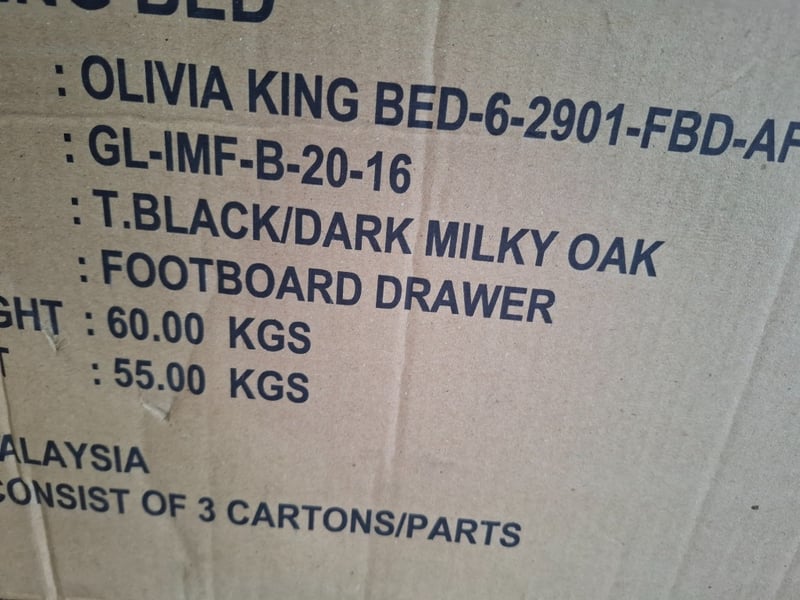 BED
: OLIVIA KING BED-6-2901-FBD-AF
: GL-IMF-B-20-16
: T.BLACK/DARK MILKY OAK
: FOOTBOARD DRAWER
GHT : 60.00 KGS
T : 55.00 KGS
ALAYSIA
CONSIST OF 3 CARTONS/PARTS